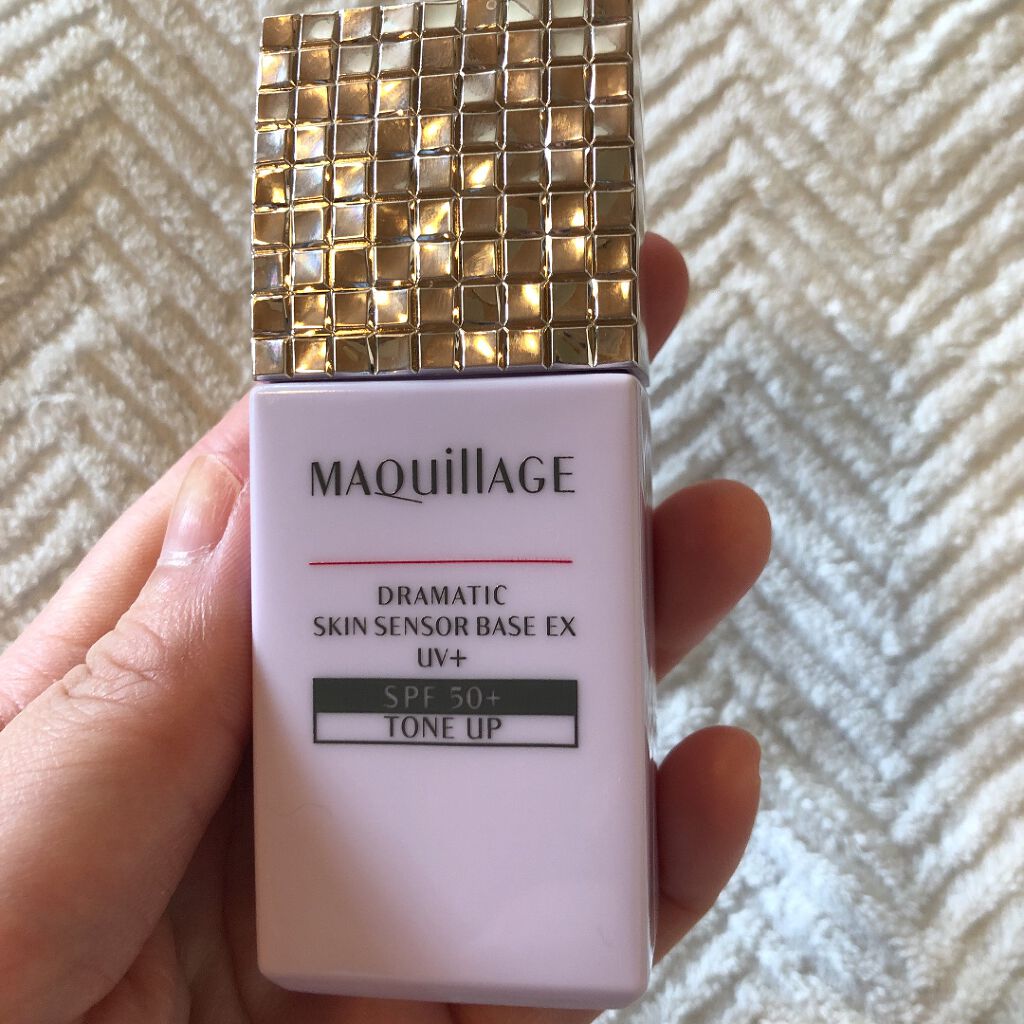 MAQuillAGE
DRAMATIC
SKIN SENSOR BASE EX
UV+
SPF 50+
TONE UP